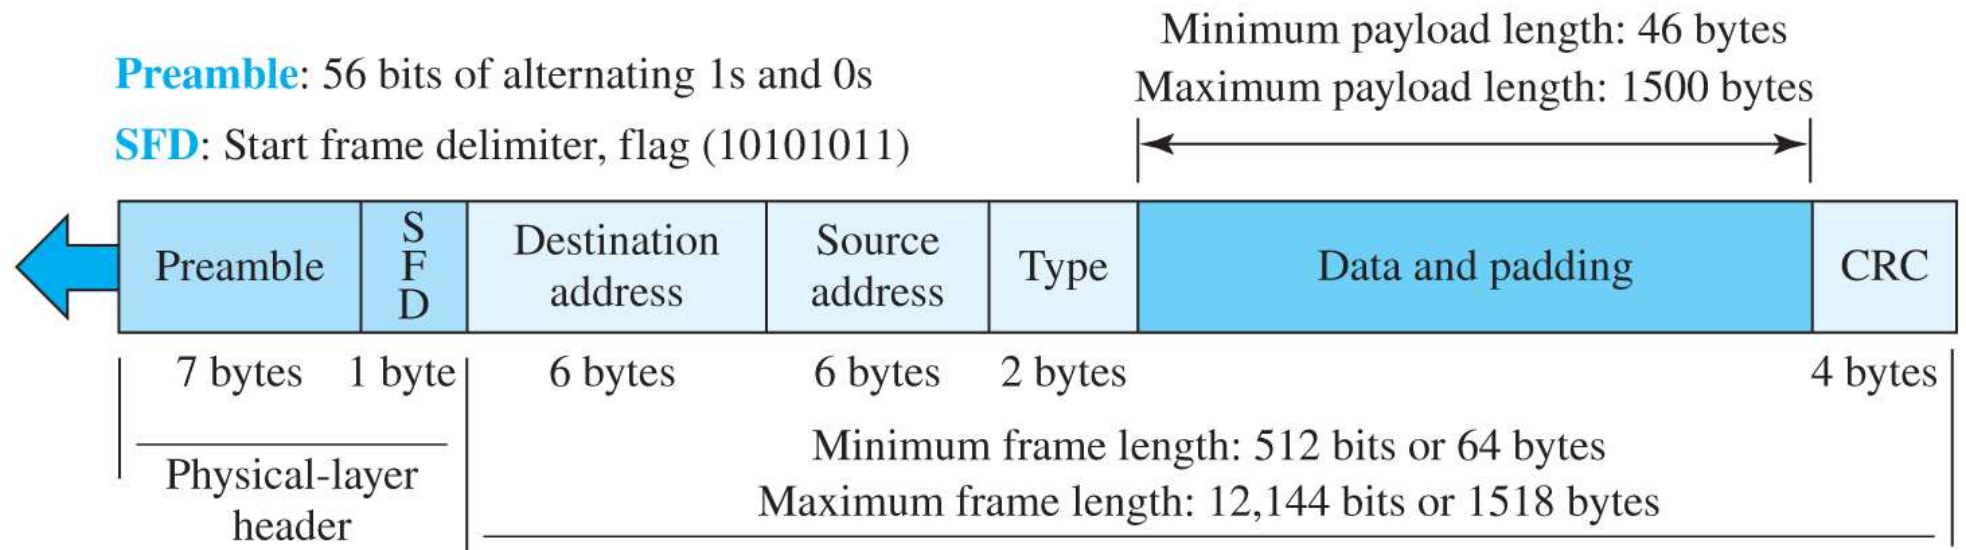 Minimum payload length: 46 bytes
Preamble: 56 bits of alternating 1s and 0s
Maximum payload length: 1500 bytes
SFD: Start frame delimiter, flag (10101011)
Preamble
S
F
D
Destination
address
Source
address
Type
Data and padding
CRC
7 bytes
1 byte
6 bytes
6 bytes
2 bytes
4 bytes
Physical-layer
header
Minimum frame length: 512 bits or 64 bytes
Maximum frame length: 12,144 bits or 1518 bytes